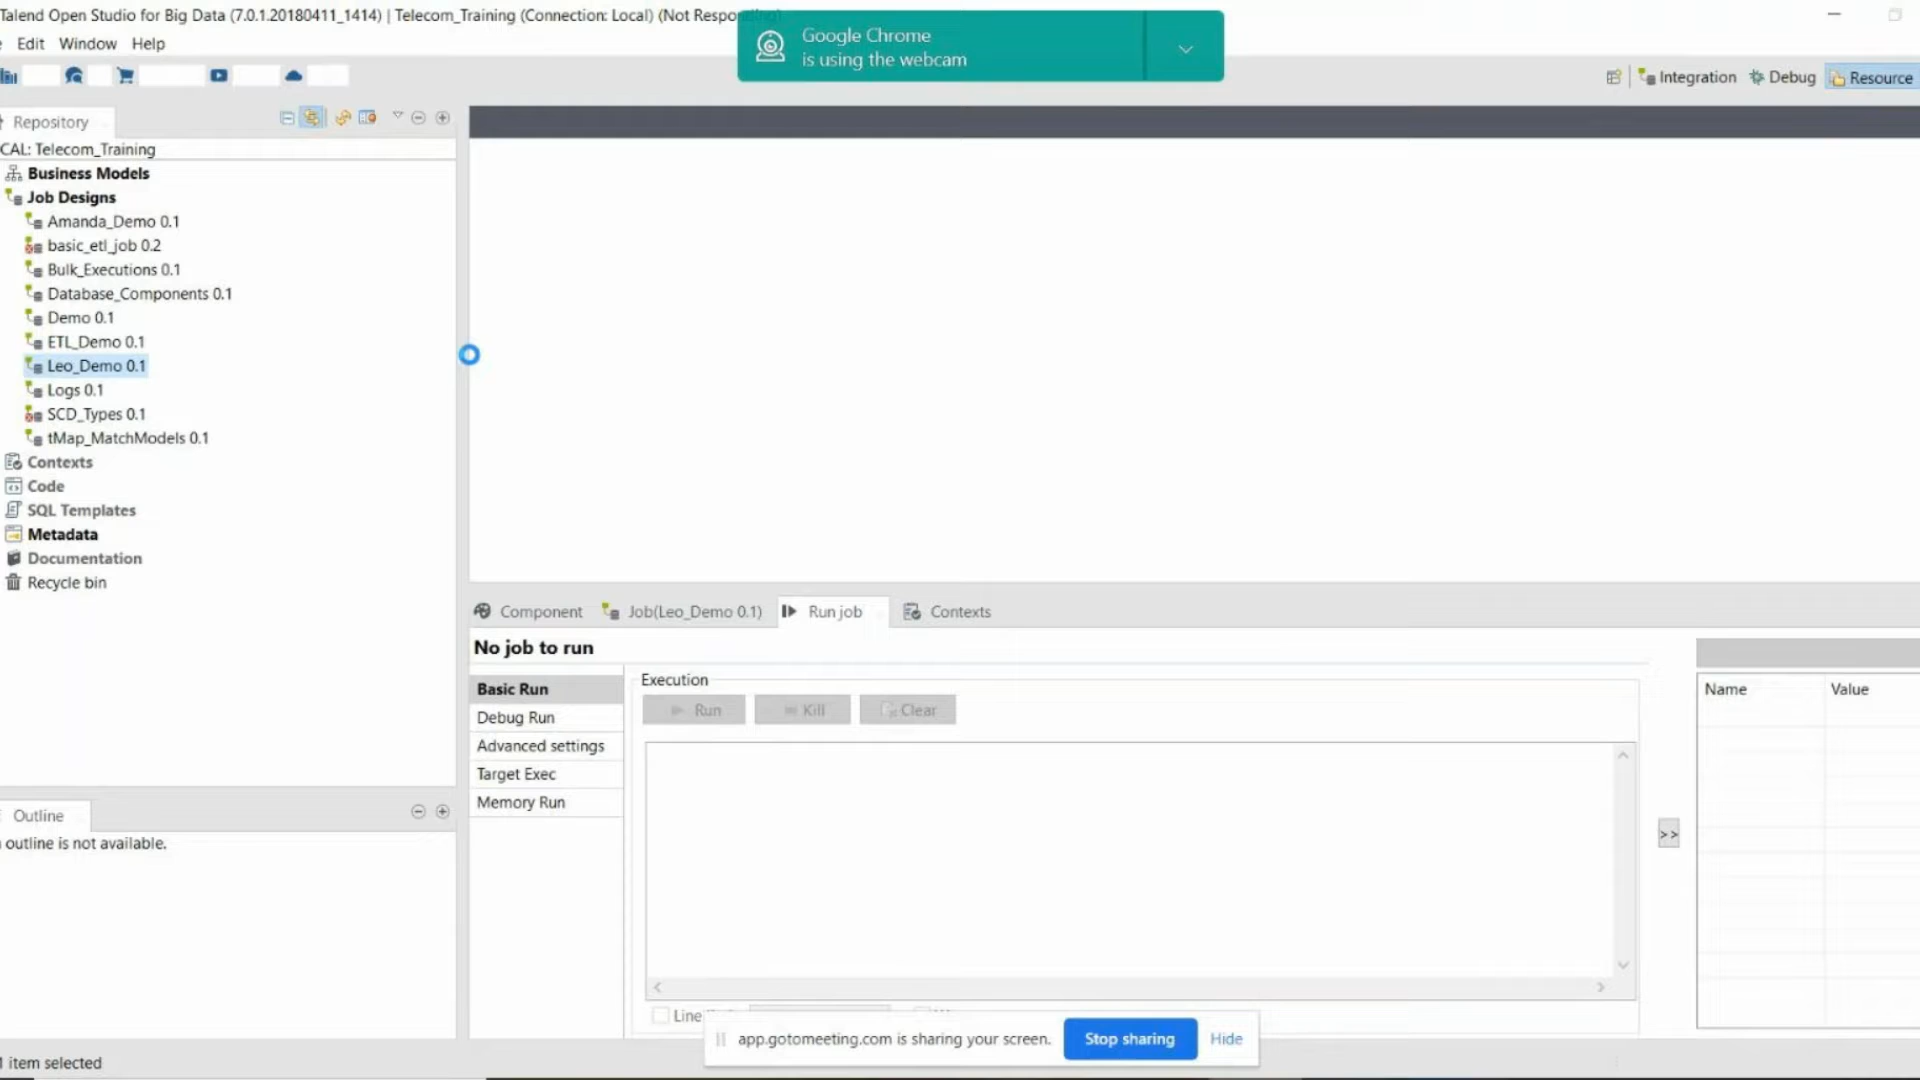 Talend Open Studio for Big Data (7.0.1.20180411_1414) | Telecom_Training (Connection: Local) (Not Respon
Google Chrome
is using the webcam
Edit Window Help
Integration Debug Resource
Repository
CAL: Telecom_Training
Business Models
Job Designs
Amanda_Demo 0.1
basic_etl_job 0.2
Bulk_Executions 0.1
Database_Components 0.1
Demo 0.1
ETL_Demo 0.1
Leo_Demo 0.1
Logs 0.1
SCD_Types 0.1
tMap_MatchModels 0.1
Contexts
Code
SQL Templates
Metadata
Documentation
Recycle bin
Component Job(Leo_Demo 0.1) Run job Contexts
No job to run
Basic Run
Debug Run
Advanced settings
Target Exec
Memory Run
Execution
Run Kill Clear
>>
Name Value
Line
Outline
outline is not available.
app.gotomeeting.com is sharing your screen. Stop sharing Hide
item selected